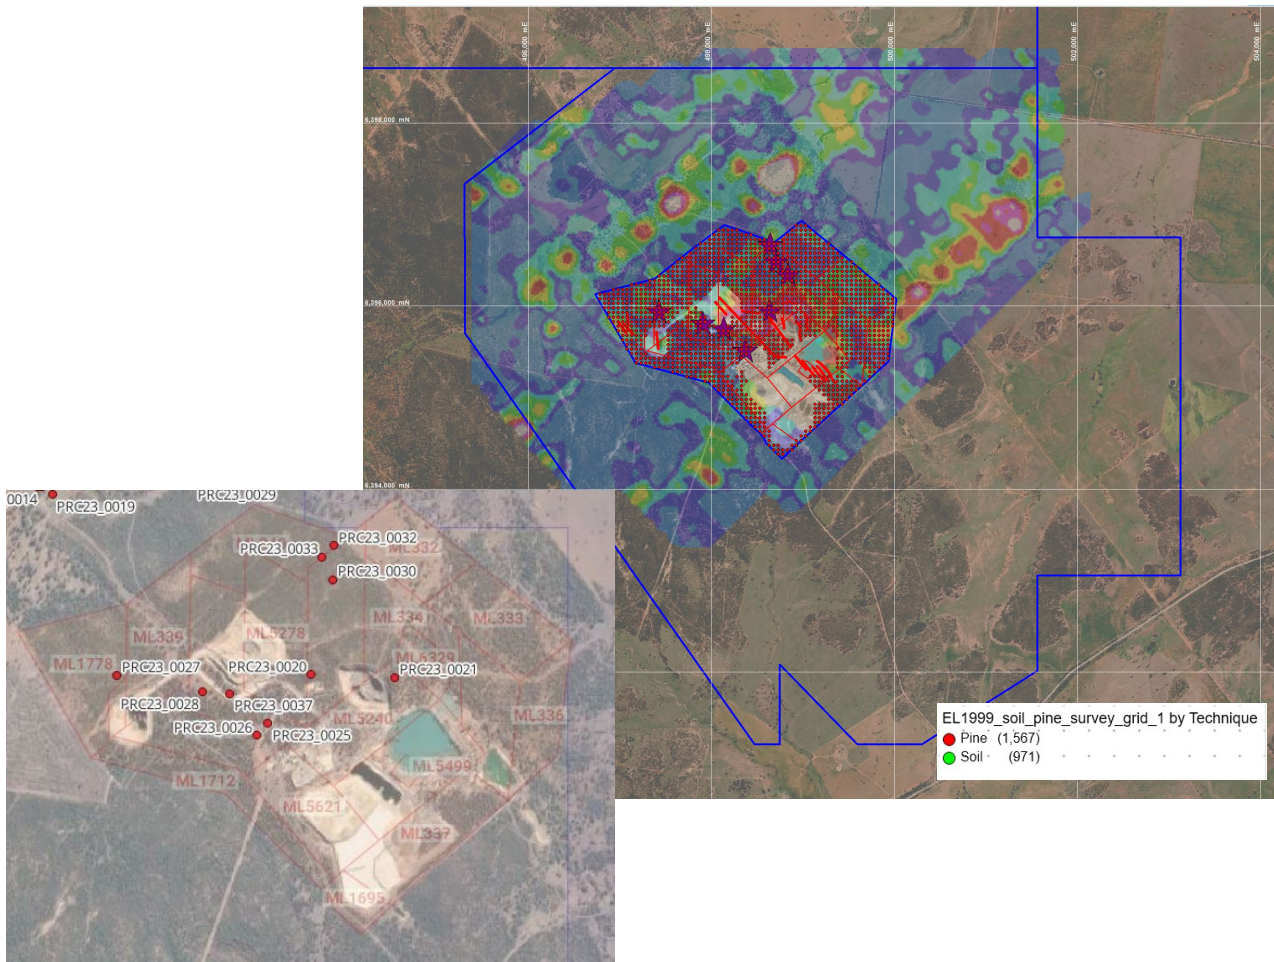 496,000 mE
498,000 mE
500,000 mE
502,000 mE
504,000 mE
6,398,000 mN
6,396,000 mN
6,394,000 mN
0014
PRC23_0019
PRC23_0029
PRC23_0032
PRC23_0033
ML332
PRC23_0030
ML334
ML333
ML339
ML5278
ML6329
ML1778
PRC23_0027
PRC23_0020
PRC23_0021
PRC23_0028
PRC23_0037
ML5240
ML336
PRC23_0026
PRC23_0025
ML5499
ML1712
ML5621
ML337
ML1695
EL1999_soil_pine_survey_grid_1 by Technique
Pine (1,567)
Soil (971)